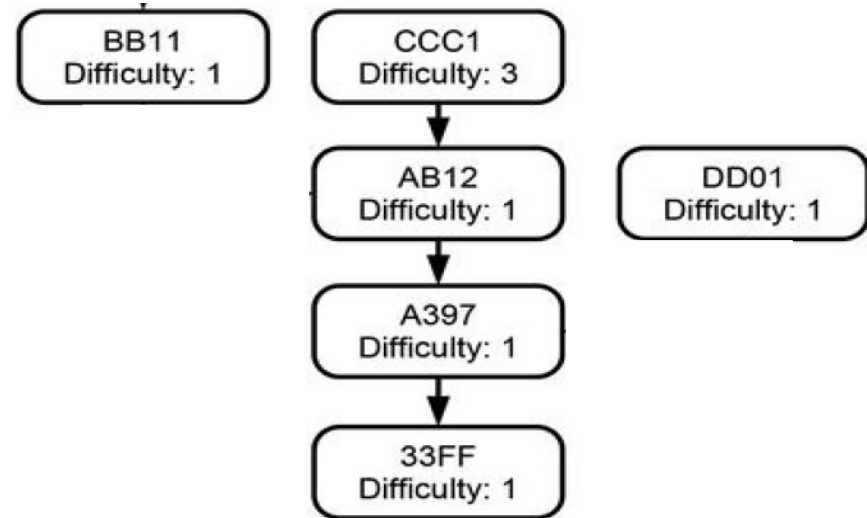 BB11
Difficulty: 1
CCC1
Difficulty: 3
AB12
Difficulty: 1
DD01
Difficulty: 1
A397
Difficulty: 1
33FF
Difficulty: 1